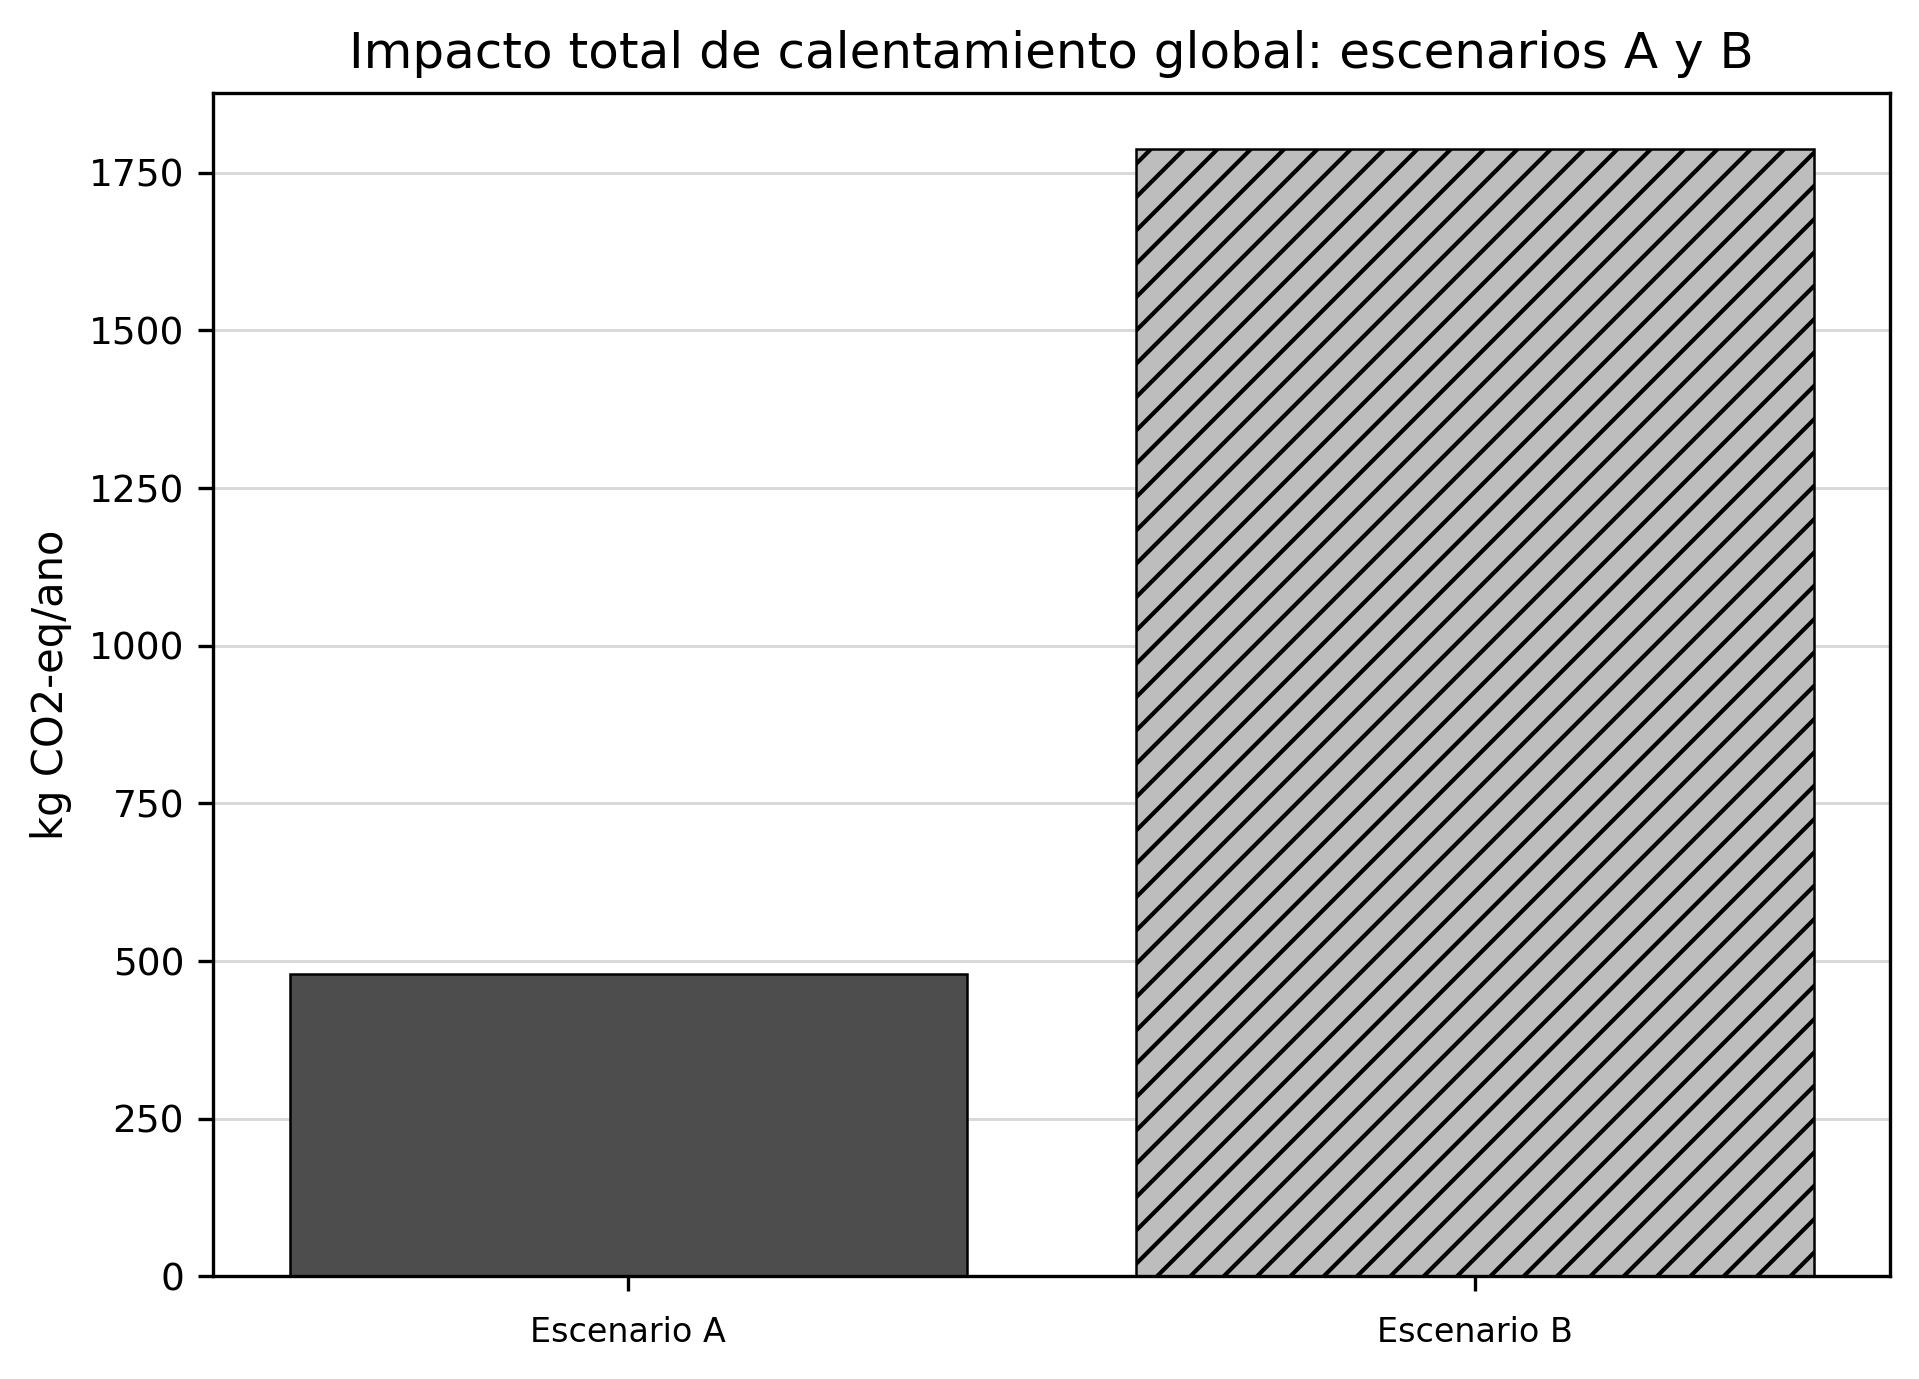 Impacto total de calentamiento global: escenarios A y B
kg CO2-eq/ano
1750
1500
1250
1000
750
500
250
0
Escenario A
Escenario B